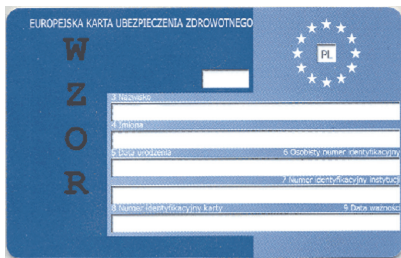 EUROPEJSKA KARTA UBEZPIECZENIA ZDROWOTNEGO
PL
WZOR
3 Nazwisko
4 Imiona
5 Data urodzenia 6 Osobisty numer identyfikacyjny
7 Numer identyfikacyjny instytucji
8 Numer identyfikacyjny karty 9 Data ważności